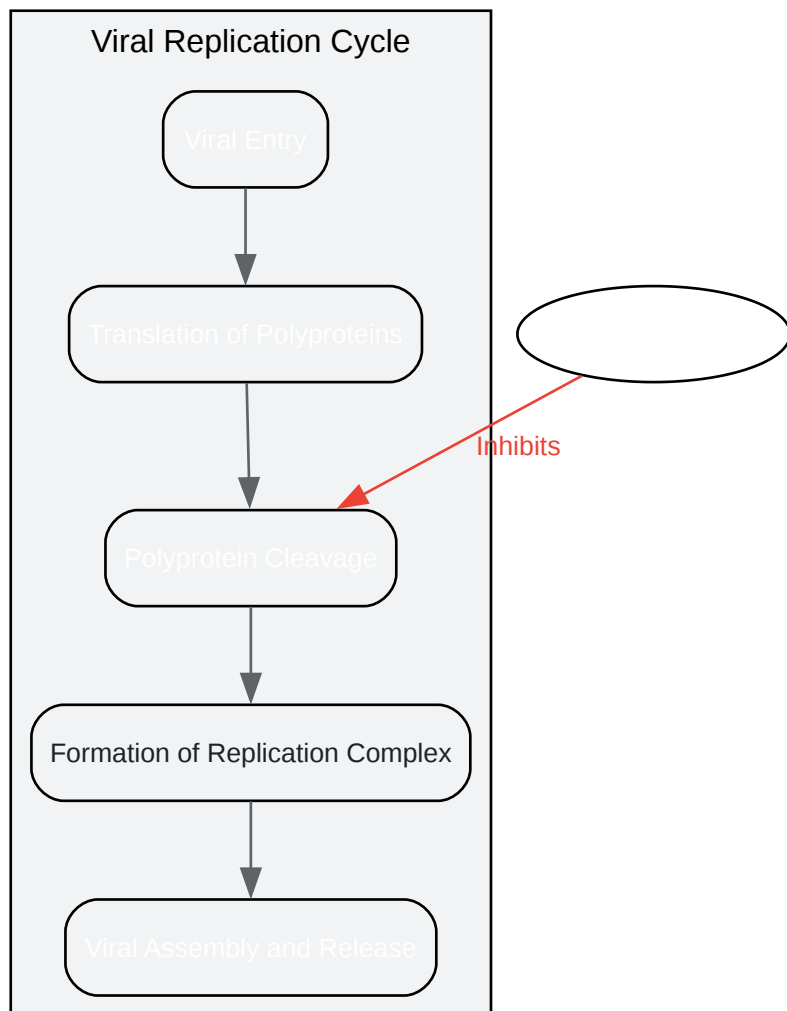 Viral Replication Cycle
Viral Entry
Translation of Polyproteins
Inhibits
Polyprotein Cleavage
Formation of Replication Complex
Viral Assembly and Release